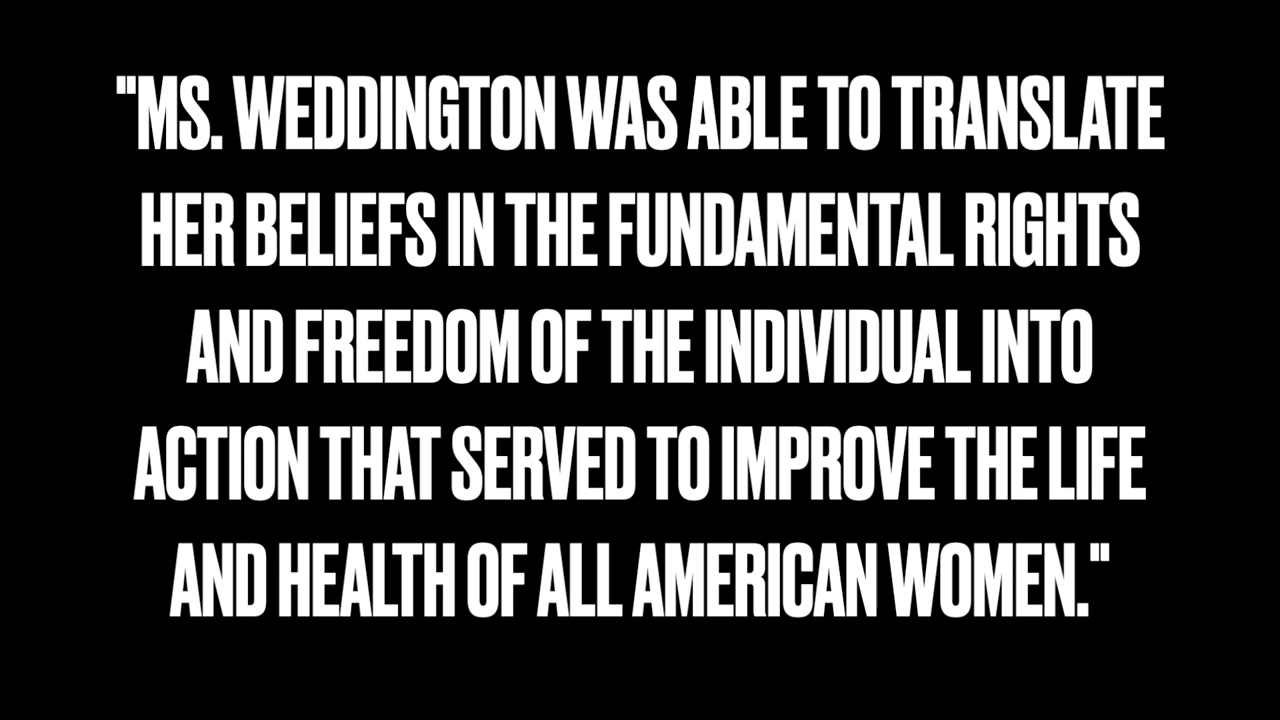 "MS. WEDDINGTON WAS ABLE TO TRANSLATE
HER BELIEFS IN THE FUNDAMENTAL RIGHTS
AND FREEDOM OF THE INDIVIDUAL INTO
ACTION THAT SERVED TO IMPROVE THE LIFE
AND HEALTH OF ALL AMERICAN WOMEN."